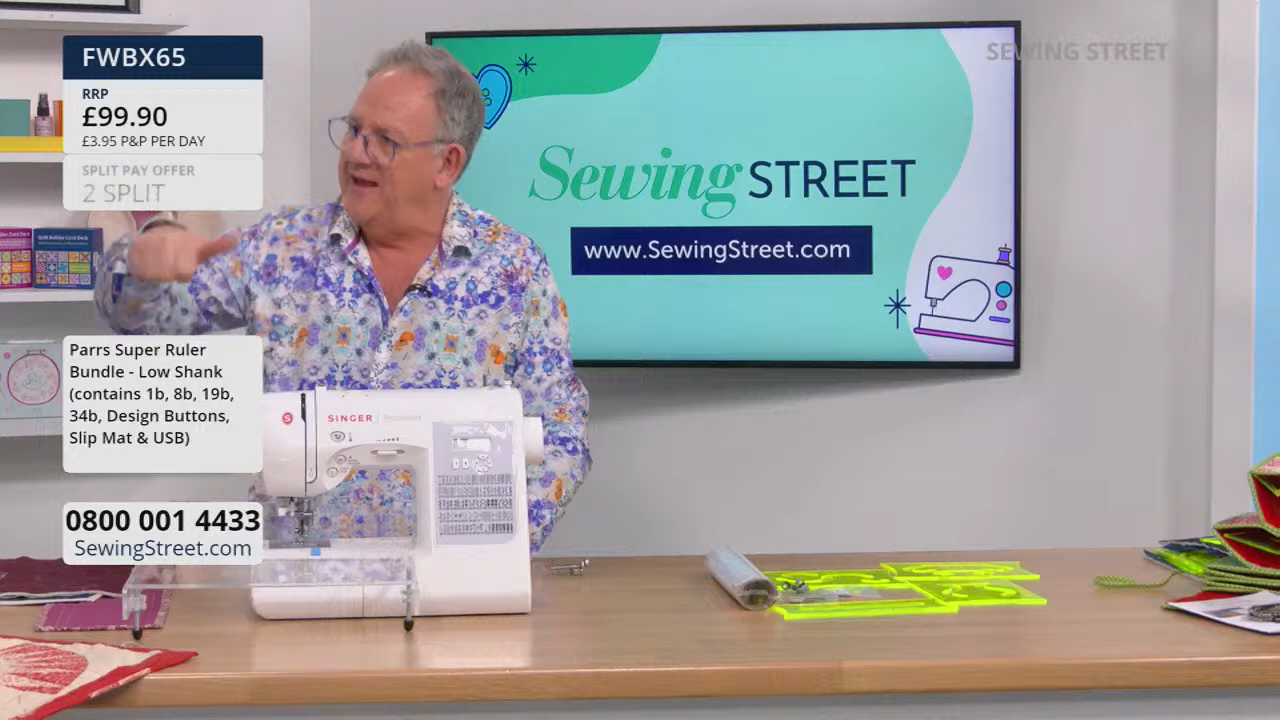 FWBX65
RRP
£99.90
£3.95 P&P PER DAY
SPLIT PAY OFFER
2 SPLIT
Parrs Super Ruler
Bundle - Low Shank
(contains 1b, 8b, 19b,
34b, Design Buttons,
Slip Mat & USB)
0800 001 4433
SewingStreet.com
SEWING STREET
Sewing STREET
www.SewingStreet.com
SINGER